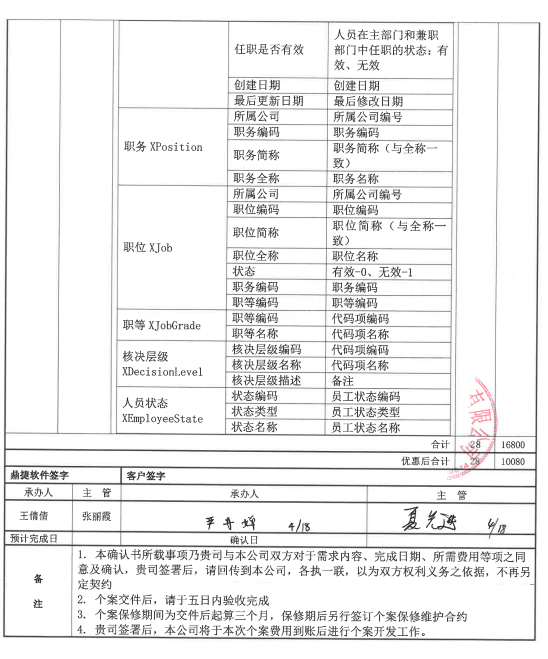 任职是否有效 人员在主部门和兼职
部门中任职的状态：有
效、无效
创建日期 创建日期
最后更新日期 最后修改日期
职务 XPosition
所属公司 所属公司编号
职务编码 职务编码
职务简称 职务简称（与全称一
致）
职务全称 职务名称
职位 XJob
所属公司 所属公司编号
职位编码 职位编码
职位简称 职位简称（与全称一
致）
职位全称 职位名称
状态 有效-0、无效-1
职务编码 职务编码
职等编码 职等编码
职等 XJobGrade
职等编码 代码项编码
职等名称 代码项名称
核决层级
XDecisionLevel
核决层级编码 代码项编码
核决层级名称 代码项名称
核决层级描述 备注
人员状态
XEmployeeState
状态编码 员工状态编码
状态类型 员工状态类型
状态名称 员工状态名称
有限公司
合计 28 16800
优惠后合计 10080
鼎捷软件签字 客户签字
承办人 主 管 承办人 主 管
王倩倩 张丽霞 4/18 4/18
预计完成日 确认日
备
注
1. 本确认书所载事项乃贵司与本公司双方对于需求内容、完成日期、所需费用等项之同
意及确认，贵司签署后，请回传到本公司，各执一联，以为双方权利义务之依据，不再另
定契约
2. 个案交件后，请于五日内验收完成
3. 个案保修期间为交件后起算三个月，保修期后另行签订个案保修维护合约
4. 贵司签署后，本公司将于本次个案费用到账后进行个案开发工作。